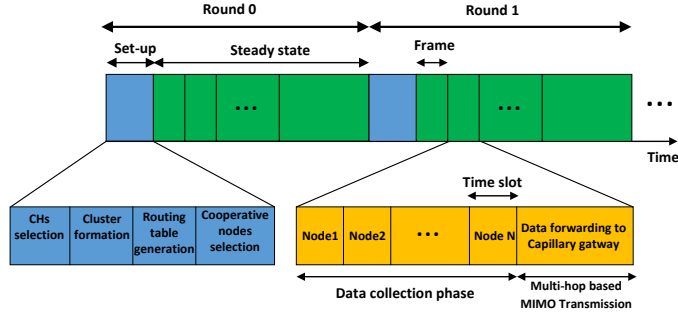 Round 0
Round 1
Set-up
Steady state
Frame
...
...
...
Time
CHs
selection
Cluster
formation
Routing
table
generation
Cooperative
nodes
selection
Time slot
Node1
Node2
...
Node N
Data forwarding to
Capillary gatway
Data collection phase
Multi-hop based
MIMO Transmission